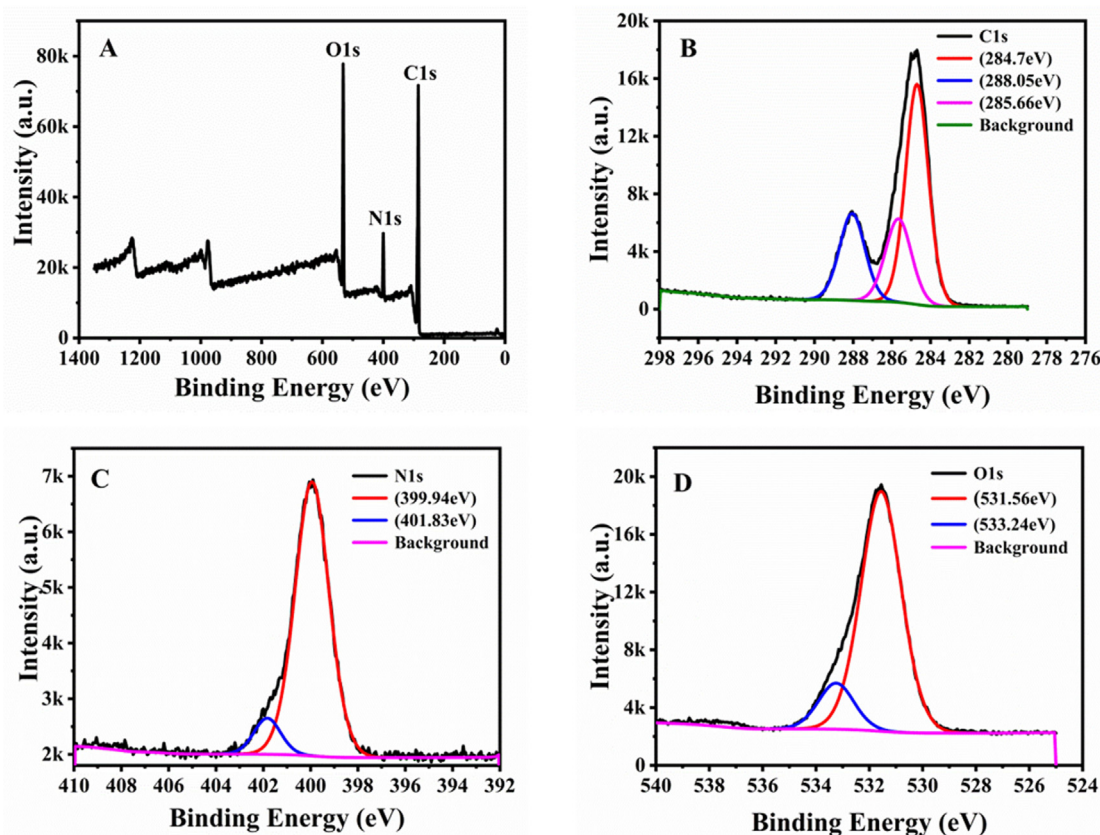 A
O1s
C1s
N1s
80k
60k
40k
20k
0
1400 1200 1000 800 600 400 200 0
Intensity (a.u.)
Binding Energy (eV)
B
C1s
(284.7eV)
(288.05eV)
(285.66eV)
Background
20k
16k
12k
8k
4k
0
298 296 294 292 290 288 286 284 282 280 278 276
Intensity (a.u.)
Binding Energy (eV)
C
N1s
(399.94eV)
(401.83eV)
Background
7k
6k
5k
4k
3k
2k
410 408 406 404 402 400 398 396 394 392
Intensity (a.u.)
Binding Energy (eV)
D
O1s
(531.56eV)
(533.24eV)
Background
20k
16k
12k
8k
4k
0
540 538 536 534 532 530 528 526 524
Intensity (a.u.)
Binding Energy (eV)